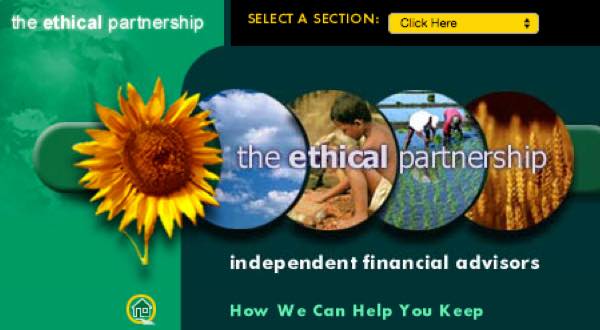 the ethical partnership
SELECT A SECTION:
Click Here
the ethical partnership
independent financial advisors
How We Can Help You Keep